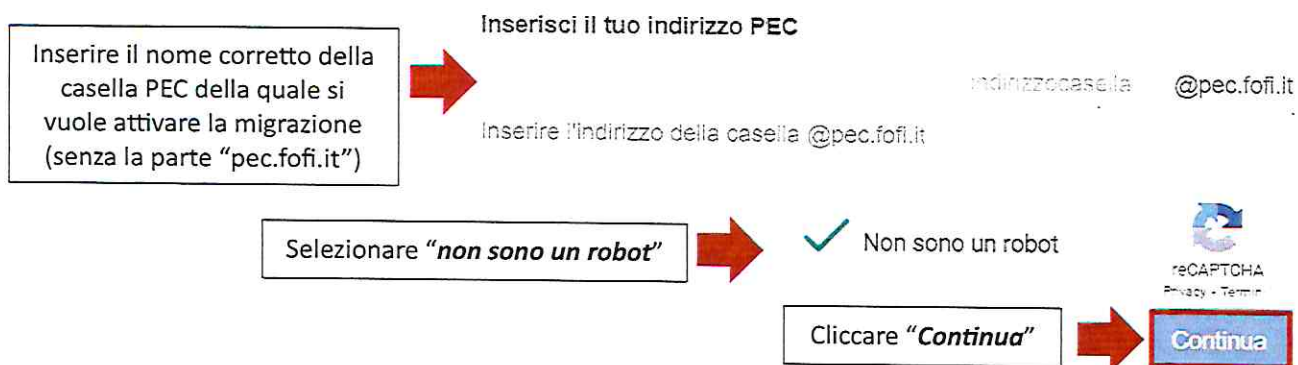 Inserisci il tuo indirizzo PEC
Inserire il nome corretto della
casella PEC della quale si
vuole attivare la migrazione
(senza la parte “pec.fofi.it”)
indirizzocasella @pec.fofi.it
Inserire l'indirizzo della casella @pec.fofi.it
Selezionare “non sono un robot”
Non sono un robot
reCAPTCHA
Privacy - Termin
Cliccare “Continua”
Continua